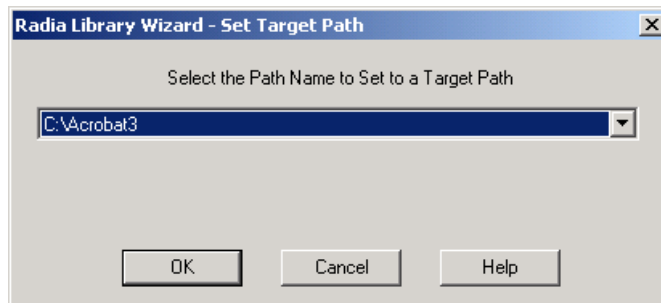 Radia Library Wizard - Set Target Path
Select the Path Name to Set to a Target Path
C:\Acrobat3
OK Cancel Help